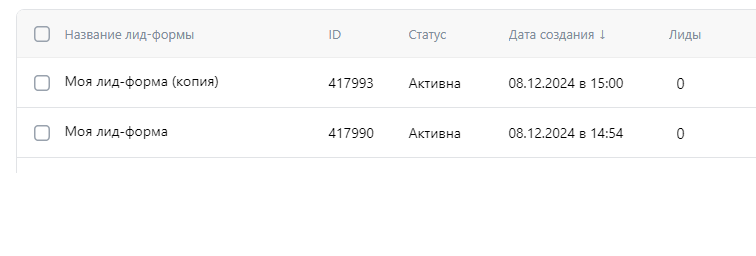 Название лид-формы ID Статус Дата создания ↓ Лиды
Моя лид-форма (копия) 417993 Активна 08.12.2024 в 15:00 0
Моя лид-форма 417990 Активна 08.12.2024 в 14:54 0